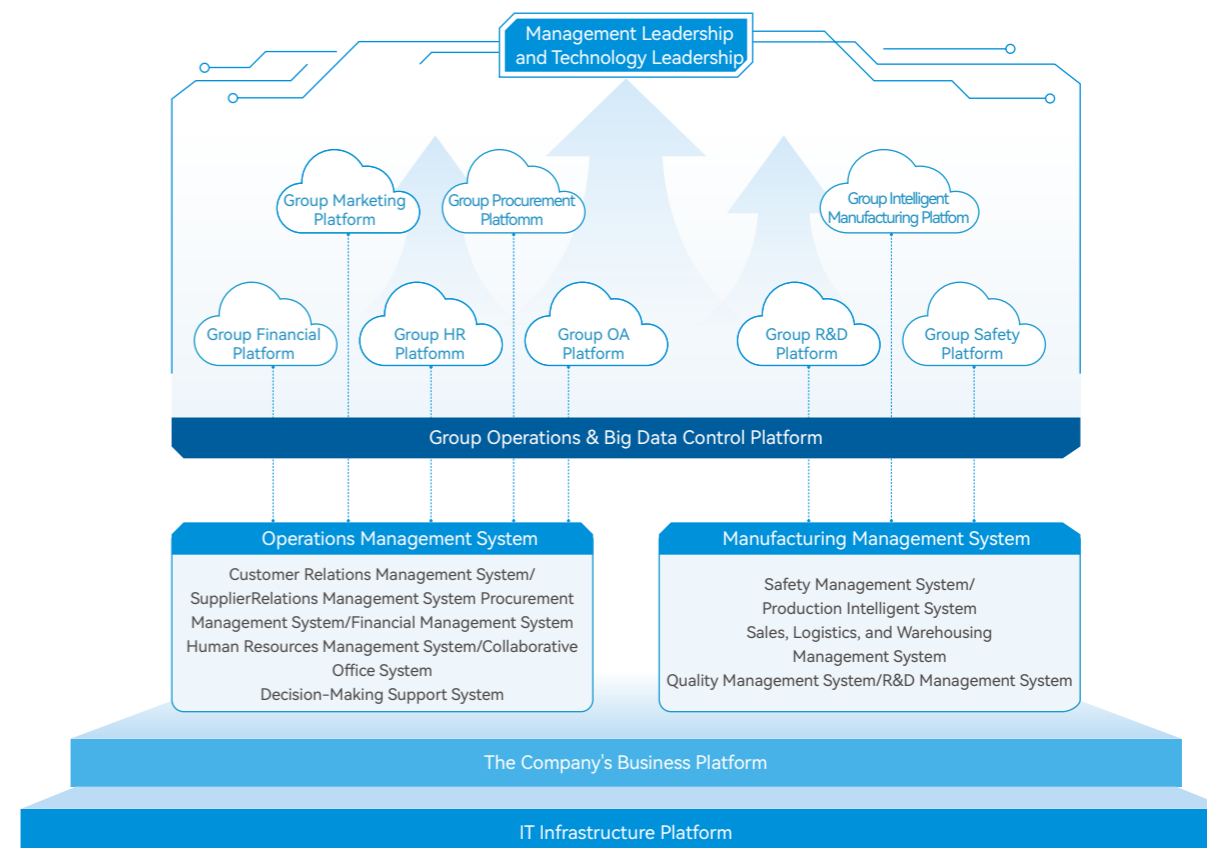 Management Leadership
and Technology Leadership
Group Marketing
Platform
Group Procurement
Platfomm
Group Intelligent
Manufacturing Platfom
Group Financial
Platform
Group HR
Platfomm
Group OA
Platform
Group R&D
Platform
Group Safety
Platform
Group Operations & Big Data Control Platform
Operations Management System
Customer Relations Management System/
SupplierRelations Management System Procurement
Management System/Financial Management System
Human Resources Management System/Collaborative
Office System
Decision-Making Support System
Manufacturing Management System
Safety Management System/
Production Intelligent System
Sales, Logistics, and Warehousing
Management System
Quality Management System/R&D Management System
The Company's Business Platform
IT Infrastructure Platform